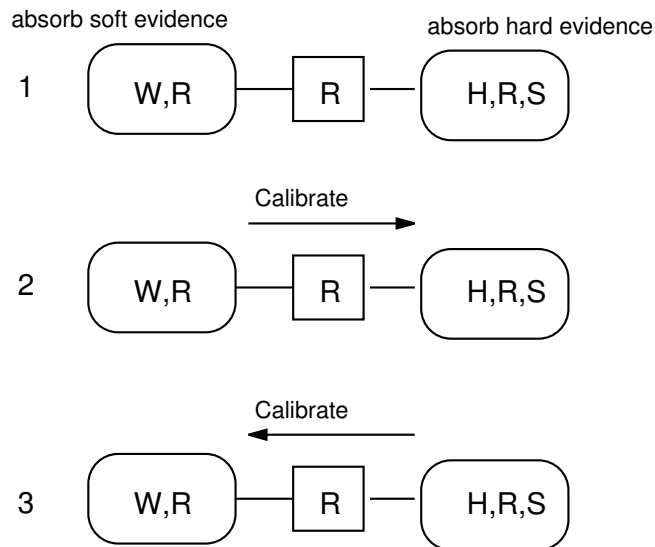 absorb soft evidence
absorb hard evidence
1 W,R R H,R,S
Calibrate
2 W,R R H,R,S
Calibrate
3 W,R R H,R,S